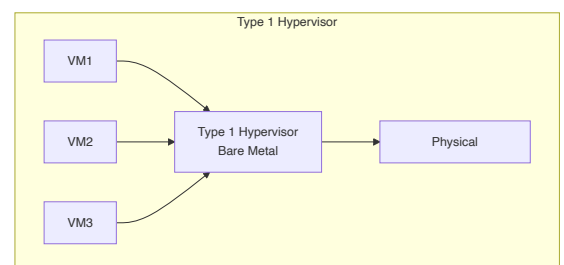 Type 1 Hypervisor
VM1
VM2
VM3
Type 1 Hypervisor
Bare Metal
Physical